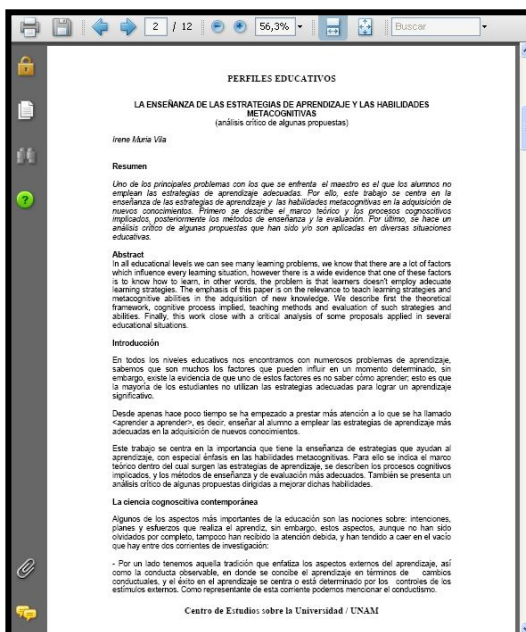 2 / 12
56,3%
Buscar
PERFILES EDUCATIVOS
LA ENSEÑANZA DE LAS ESTRATEGIAS DE APRENDIZAJE Y LAS HABILIDADES
METACOGNITIVAS
(análisis crítico de algunas propuestas)
Irene Muria Vila
Resumen
Uno de los principales problemas con los que se enfrenta el maestro es el que los alumnos no
emplean las estrategias de aprendizaje adecuadas. Por ello, este trabajo se centra en la
enseñanza de las estrategias de aprendizaje y las habilidades metacognitivas en la adquisición de
nuevos conocimientos. Primero se describe el marco teórico y los procesos cognoscitivos
implicados, posteriormente los métodos de enseñanza y la evaluación. Por último, se hace un
análisis crítico de algunas propuestas que han sido y/o son aplicadas en diversas situaciones
educativas.
Abstract
In all educational levels we can see many learning problems, we know that there are a lot of factors
which influence every learning situation, however there is a wide evidence that one of these factors
is to know how to learn, in other words, the problem is that learners doesn't employ adecuate
learning strategies. The emphasis of this paper is on the relevance to teach learning strategies and
metacognitive abilities in the adquisition of new knowledge. We describe first the theoretical
framework, cognitive process implied, teaching methods and evaluation of such strategies and
abilities. Finally, this work close with a critical analysis of some proposals applied in several
educational situations.
Introducción
En todos los niveles educativos nos encontramos con numerosos problemas de aprendizaje,
sabemos que son muchos los factores que pueden influir en un momento determinado, sin
embargo, existe la evidencia de que uno de estos factores es no saber cómo aprender; esto es que
la mayoría de los estudiantes no utilizan las estrategias adecuadas para lograr un aprendizaje
significativo.
Desde apenas hace poco tiempo se ha empezado a prestar más atención a lo que se ha llamado
<aprender a aprender>, es decir, enseñar al alumno a emplear las estrategias de aprendizaje más
adecuadas en la adquisición de nuevos conocimientos.
Este trabajo se centra en la importancia que tiene la enseñanza de estrategias que ayudan al
aprendizaje, con especial énfasis en las habilidades metacognitivas. Para ello se indica el marco
teórico dentro del cual surgen las estrategias de aprendizaje, se describen los procesos cognitivos
implicados, y los métodos de enseñanza y de evaluación más adecuados. También se presenta un
análisis crítico de algunas propuestas dirigidas a mejorar dichas habilidades.
La ciencia cognoscitiva contemporánea
Algunos de los aspectos más importantes de la educación son las nociones sobre: intenciones,
planes y esfuerzos que realiza el aprendiz, sin embargo, estos aspectos, aunque no han sido
olvidados por completo, tampoco han recibido la atención debida, y han tendido a caer en el vacío
que hay entre dos corrientes de investigación:
- Por un lado tenemos aquella tradición que enfatiza los aspectos externos del aprendizaje, así
como la conducta observable, en donde se concibe el aprendizaje en términos de cambios
conductuales, y el éxito en el aprendizaje se centra o está determinado por los controles de los
estímulos externos. Como representante de esta corriente podemos mencionar el conductismo.
Centro de Estudios sobre la Universidad / UNAM